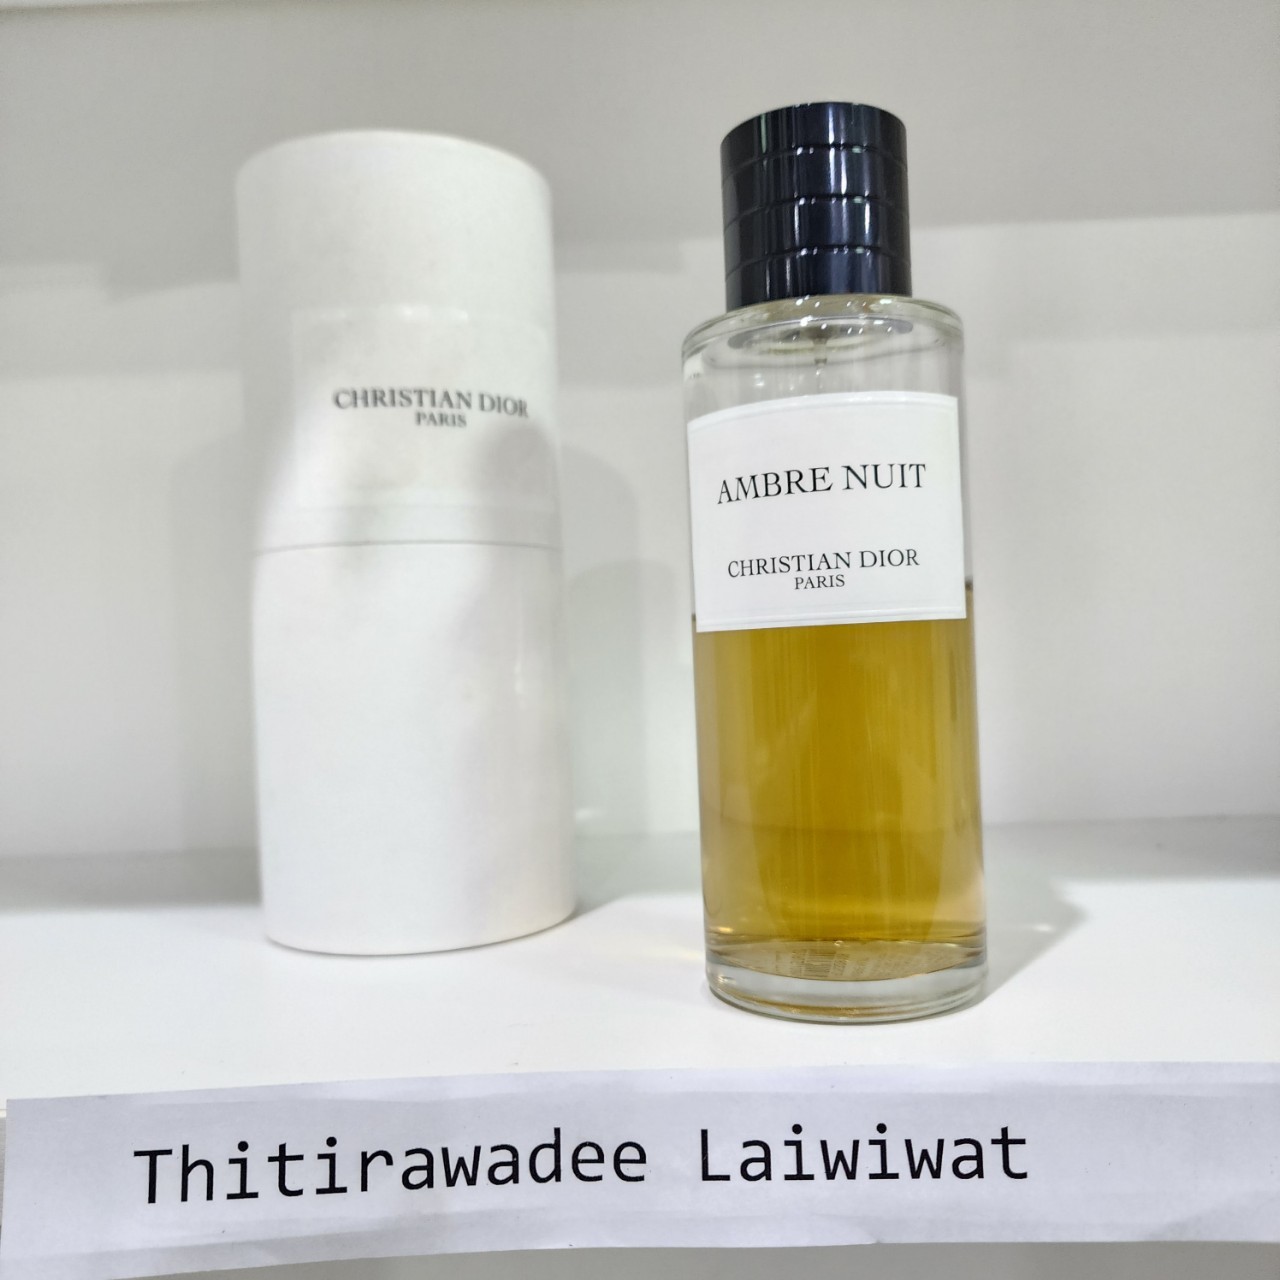 CHRISTIAN DIOR
PARIS
AMBRE NUIT
CHRISTIAN DIOR
PARIS
Thitirawadee Laiwiwat